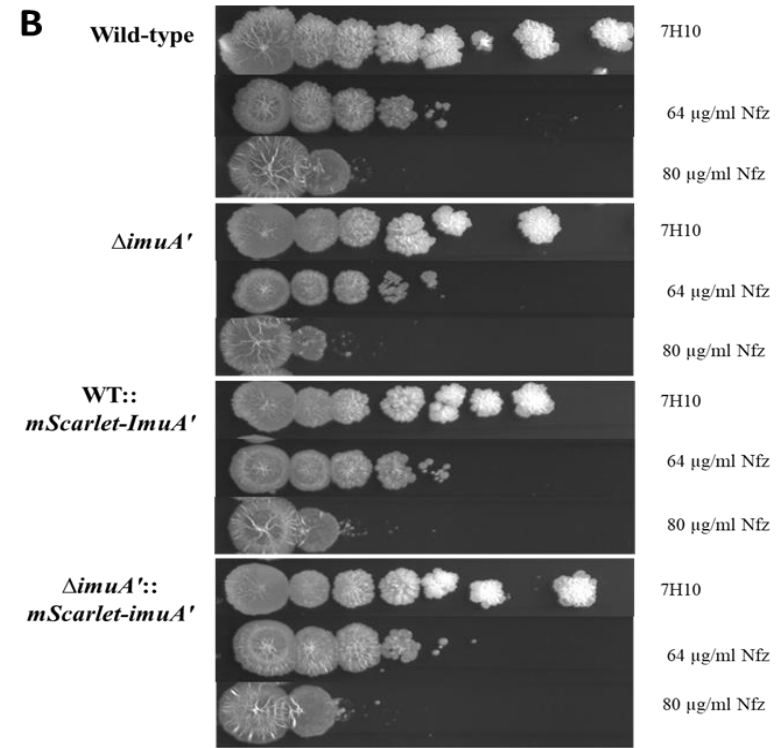 B
Wild-type
7H10
64 µg/ml Nfz
80 µg/ml Nfz
ΔimuA′
7H10
64 µg/ml Nfz
80 µg/ml Nfz
WT::
mScarlet-ImuA′
7H10
64 µg/ml Nfz
80 µg/ml Nfz
ΔimuA′::
mScarlet-imuA′
7H10
64 µg/ml Nfz
80 µg/ml Nfz